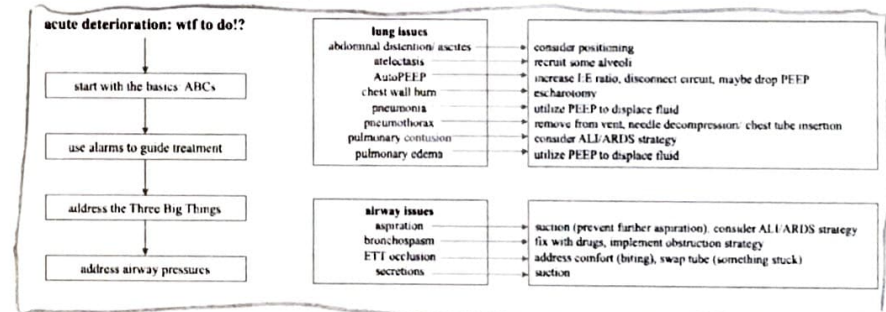 acute deterioration: wtf to do!?
start with the basics ABCs
use alarms to guide treatment
address the Three Big Things
address airway pressures
lung issues
abdominal distention/ ascites
consider positioning
atelectasis
recruit some alveoli
AutoPEEP
increase I:E ratio, disconnect circuit, maybe drop PEEP
chest wall burn
escharotomy
pneumonia
utilize PEEP to displace fluid
pneumothorax
remove from vent, needle decompression/ chest tube insertion
pulmonary contusion
consider ALI/ARDS strategy
pulmonary edema
utilize PEEP to displace fluid
airway issues
aspiration
suction (prevent further aspiration), consider ALI/ARDS strategy
bronchospasm
fix with drugs, implement obstruction strategy
ETT occlusion
address comfort (biting), swap tube (something stuck)
secretions
suction